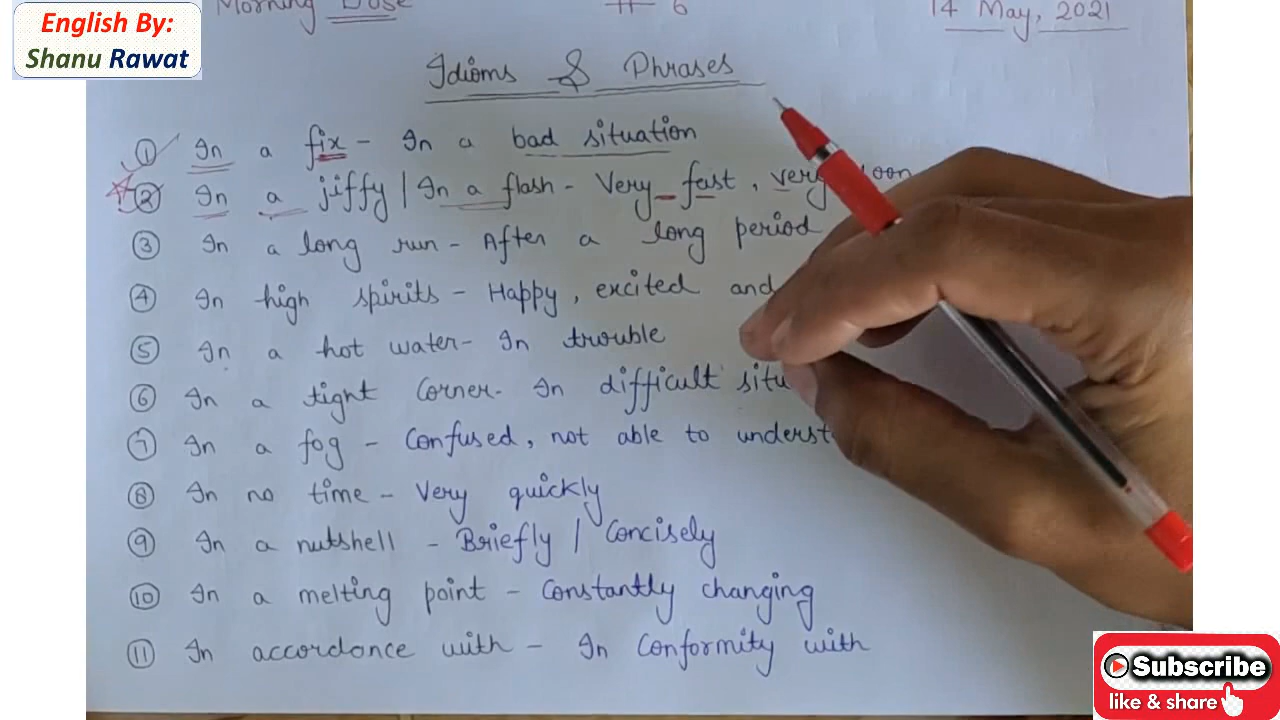 English By:
Shanu Rawat
Morning Dose # 6 14 May, 2021
Idioms & Phrases
① In a fix - In a bad situation
② In a jiffy / In a flash - Very fast, very soon
③ In a long run - After a long period
④ In high spirits - Happy, excited and
⑤ In a hot water - In trouble
⑥ In a tight corner - In difficult
⑦ In a fog - Confused, not able to
⑧ In no time - Very quickly
⑨ In a nutshell - Briefly / Concisely
⑩ In a melting point - Constantly changing
⑪ In accordonce with - In Conformity with
Subscribe
like & share